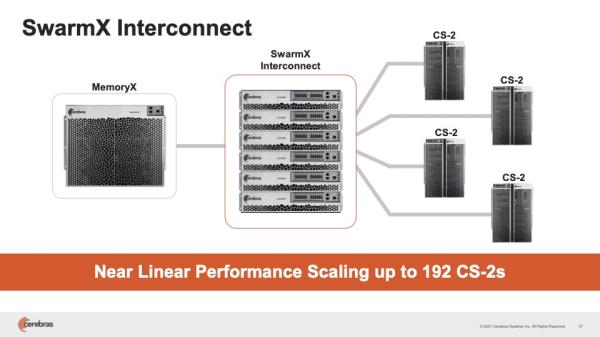 SwarmX Interconnect
MemoryX
SwarmX
Interconnect
CS-2
CS-2
CS-2
CS-2
Near Linear Performance Scaling up to 192 CS-2s
cerebras
© 2021 Cerebras Systems Inc. All Rights Reserved